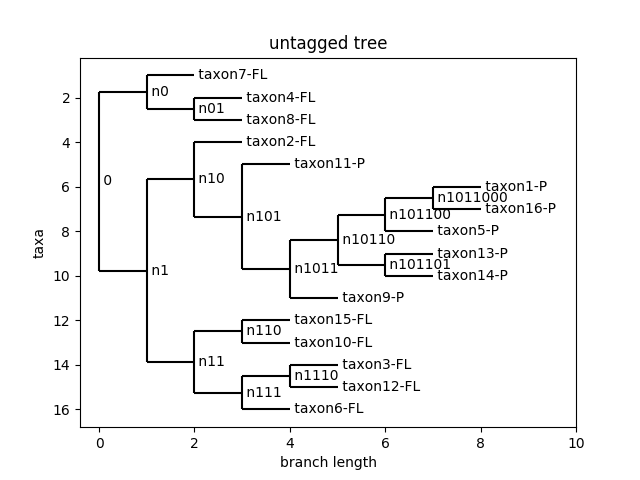 untagged tree
taxon7-FL
n0
taxon4-FL
n01
taxon8-FL
taxon2-FL
taxon11-P
n10
0
taxon1-P
n1011000
taxon16-P
n101100
n101
taxon5-P
n10110
taxon13-P
n101101
taxon14-P
n1011
n1
taxon9-P
taxon15-FL
n110
taxon10-FL
n11
taxon3-FL
n1110
taxon12-FL
n111
taxon6-FL
2
4
6
8
10
12
14
16
taxa
0 2 4 6 8 10
branch length